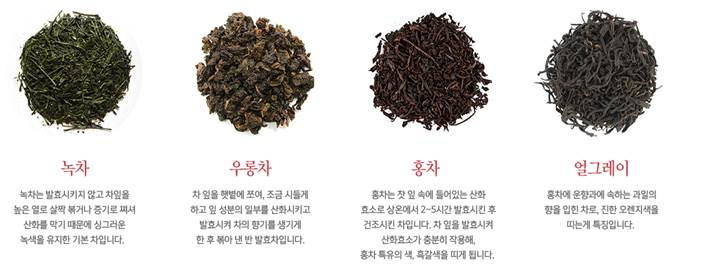 녹차
녹차는 발효시키지 않고 차잎을
높은 열로 살짝 볶거나 증기로 쪄서
산화를 막기 때문에 싱그러운
녹색을 유지한 기본 차입니다.
우롱차
차 잎을 햇밭에 쪼여, 조금 시들게
하고 잎 성분의 일부를 산화시키고
발효시켜 차의 향기를 생기게
한 후 볶아 낸 반 발효차입니다.
홍차
홍차는 찻 잎 속에 들어있는 산화
효소로 상온에서 2~5시간 발효시킨 후
건조시킨 차입니다. 차 잎을 발효시켜
산화효소가 충분히 작용해,
홍차 특유의 색, 흑갈색을 띠게 됩니다.
얼그레이
홍차에 운향과에 속하는 과일의
향을 입힌 차로, 진한 오렌지색을
띠는게 특징입니다.